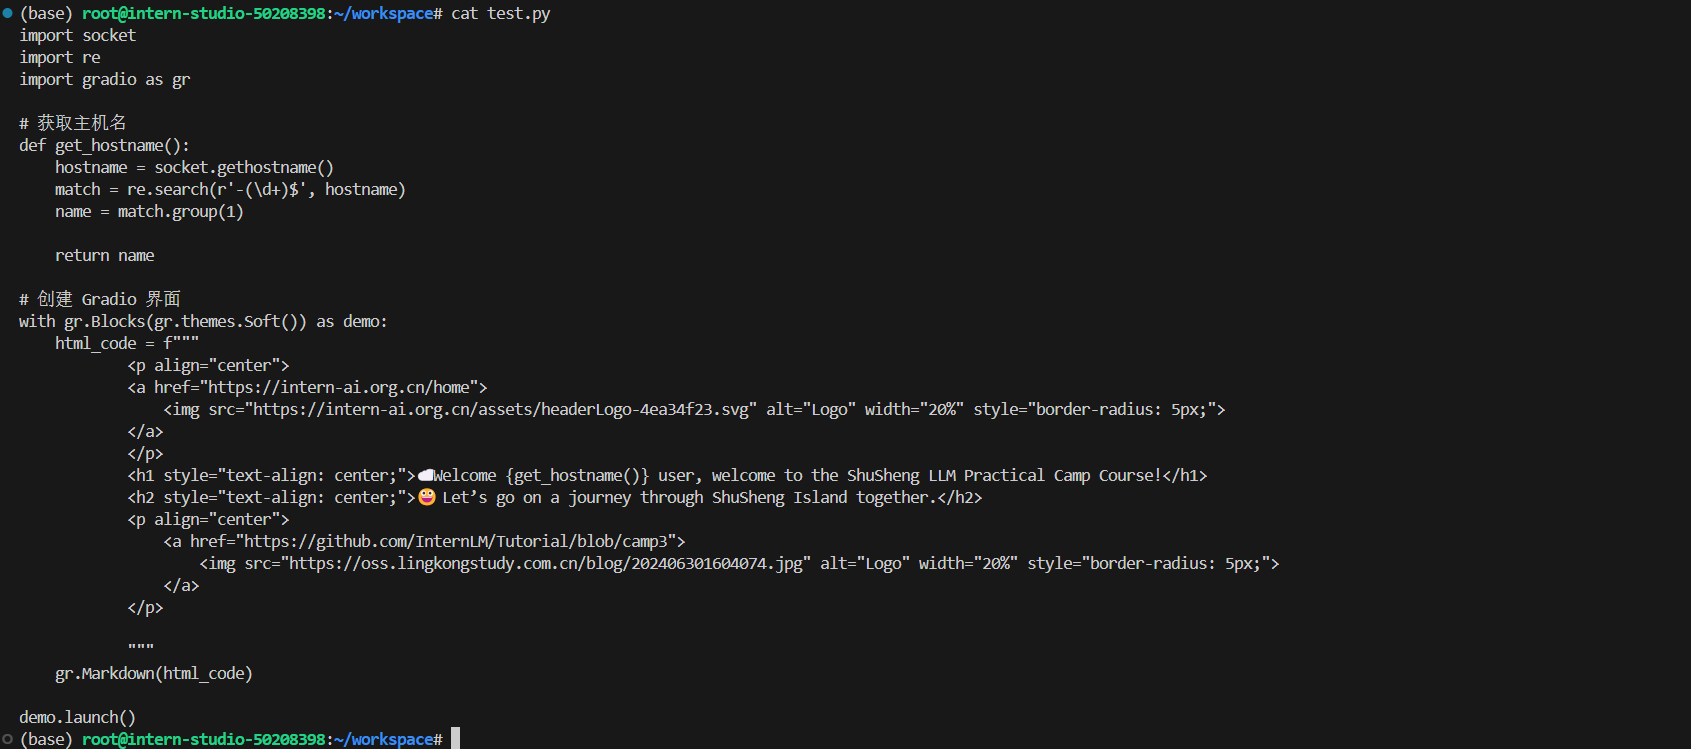 (base) root@intern-studio-50208398:~/workspace# cat test.py
import socket
import re
import gradio as gr
# 获取主机名
def get_hostname():
    hostname = socket.gethostname()
    match = re.search(r'-(\d+)$', hostname)
    name = match.group(1)
    return name
# 创建 Gradio 界面
with gr.Blocks(gr.themes.Soft()) as demo:
    html_code = f"""
            <p align="center">
            <a href="https://intern-ai.org.cn/home">
                <img src="https://intern-ai.org.cn/assets/headerLogo-4ea34f23.svg" alt="Logo" width="20%" style="border-radius: 5px;">
            </a>
            </p>
            <h1 style="text-align: center;">☁️Welcome {get_hostname()} user, welcome to the ShuSheng LLM Practical Camp Course!</h1>
            <h2 style="text-align: center;">😀 Let’s go on a journey through ShuSheng Island together.</h2>
            <p align="center">
                <a href="https://github.com/InternLM/Tutorial/blob/camp3">
                    <img src="https://oss.lingkongstudy.com.cn/blog/202406301604074.jpg" alt="Logo" width="20%" style="border-radius: 5px;">
                </a>
            </p>
            """
    gr.Markdown(html_code)
demo.launch()
(base) root@intern-studio-50208398:~/workspace#